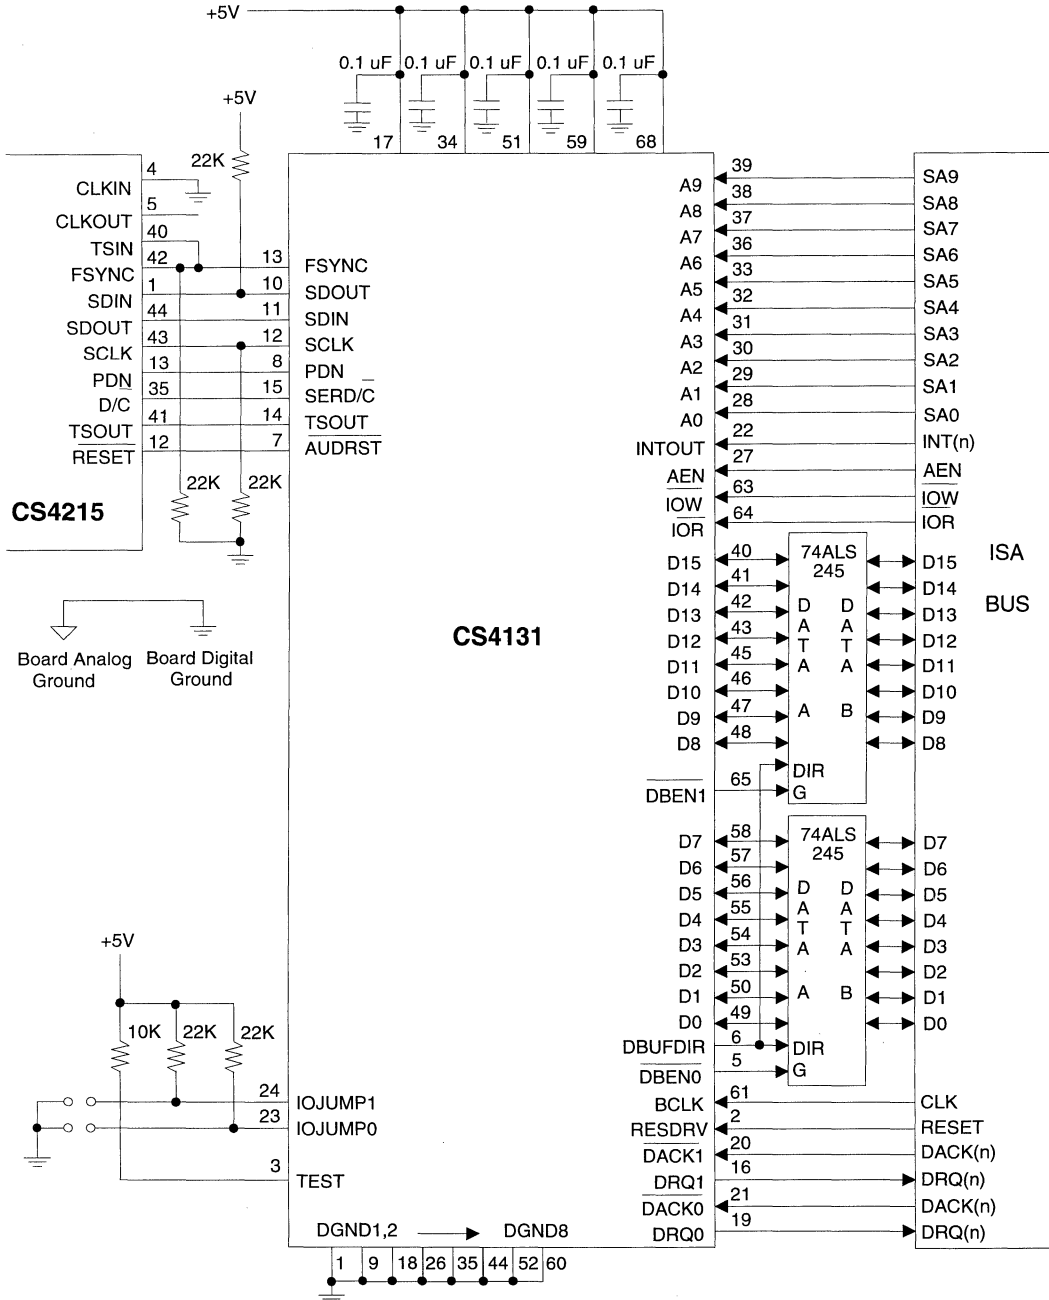 +5V
0.1 uF 0.1 uF 0.1 uF 0.1 uF 0.1 uF
+5V
17 34 51 59 68
22K
4
CLKIN
5
CLKOUT
40
TSIN
42
FSYNC
1
SDIN
44
SDOUT
43
SCLK
13
PDN
35
D/C
41
TSOUT
12
RESET
CS4215
22K 22K
13 FSYNC
10 SDOUT
11 SDIN
12 SCLK
8 PDN
15 SERD/C
14 TSOUT
7 AUDRST
Board Analog Ground
Board Digital Ground
CS4131
A9 39 SA9
A8 38 SA8
A7 37 SA7
A6 36 SA6
A5 33 SA5
A4 32 SA4
A3 31 SA3
A2 30 SA2
A1 29 SA1
A0 28 SA0
INTOUT 22 INT(n)
AEN 27 AEN
IOW 63 IOW
IOR 64 IOR
ISA
BUS
74ALS
245
DATA A
DATA B
D15 40 D15
D14 41 D14
D13 42 D13
D12 43 D12
D11 45 D11
D10 46 D10
D9 47 D9
D8 48 D8
DIR
DBEN1 65 G
74ALS
245
DATA A
DATA B
D7 58 D7
D6 57 D6
D5 56 D5
D4 55 D4
D3 54 D3
D2 53 D2
D1 50 D1
D0 49 D0
DBUFDIR 6 DIR
DBEN0 5 G
BCLK 61 CLK
RESDRV 2 RESET
DACK1 20 DACK(n)
DRQ1 16 DRQ(n)
DACK0 21 DACK(n)
DRQ0 19 DRQ(n)
+5V
10K 22K 22K
24 IOJUMP1
23 IOJUMP0
3 TEST
DGND1,2 DGND8
1 9 18 26 35 44 52 60